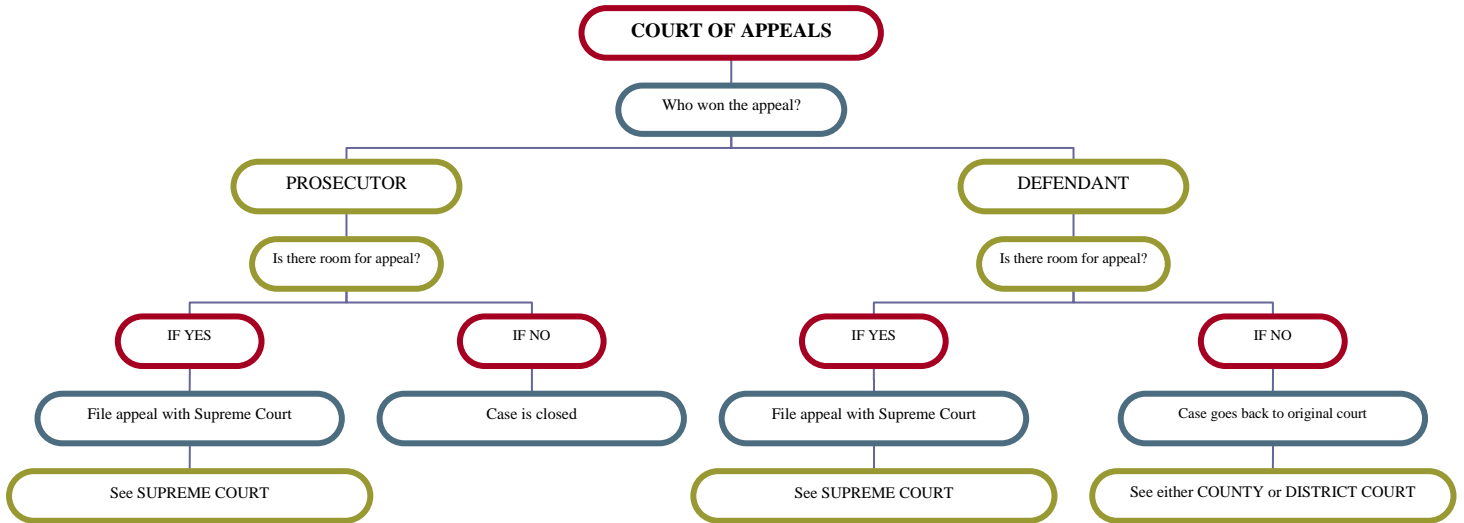 COURT OF APPEALS
Who won the appeal?
PROSECUTOR
DEFENDANT
Is there room for appeal?
Is there room for appeal?
IF YES
IF NO
IF YES
IF NO
File appeal with Supreme Court
Case is closed
File appeal with Supreme Court
Case goes back to original court
See SUPREME COURT
See SUPREME COURT
See either COUNTY or DISTRICT COURT